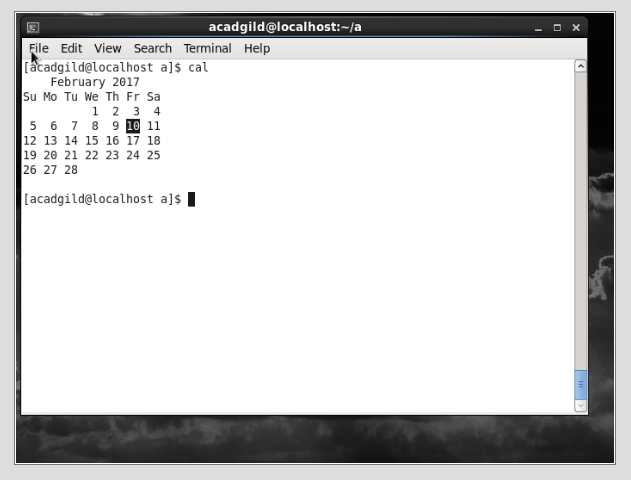 acadgild@localhost:~/a
File Edit View Search Terminal Help
[acadgild@localhost a]$ cal
    February 2017
Su Mo Tu We Th Fr Sa
          1  2  3  4
 5  6  7  8  9 10 11
12 13 14 15 16 17 18
19 20 21 22 23 24 25
26 27 28
[acadgild@localhost a]$